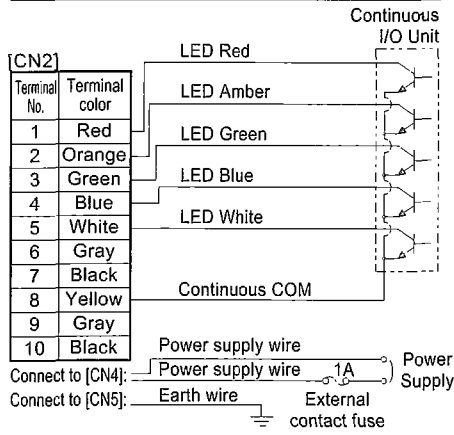 Continuous
I/O Unit
[CN2]
Terminal No. Terminal color
1 Red
2 Orange
3 Green
4 Blue
5 White
6 Gray
7 Black
8 Yellow
9 Gray
10 Black
LED Red
LED Amber
LED Green
LED Blue
LED White
Continuous COM
Connect to [CN4]: Power supply wire
Power supply wire 1A
Power Supply
External contact fuse
Connect to [CN5]: Earth wire